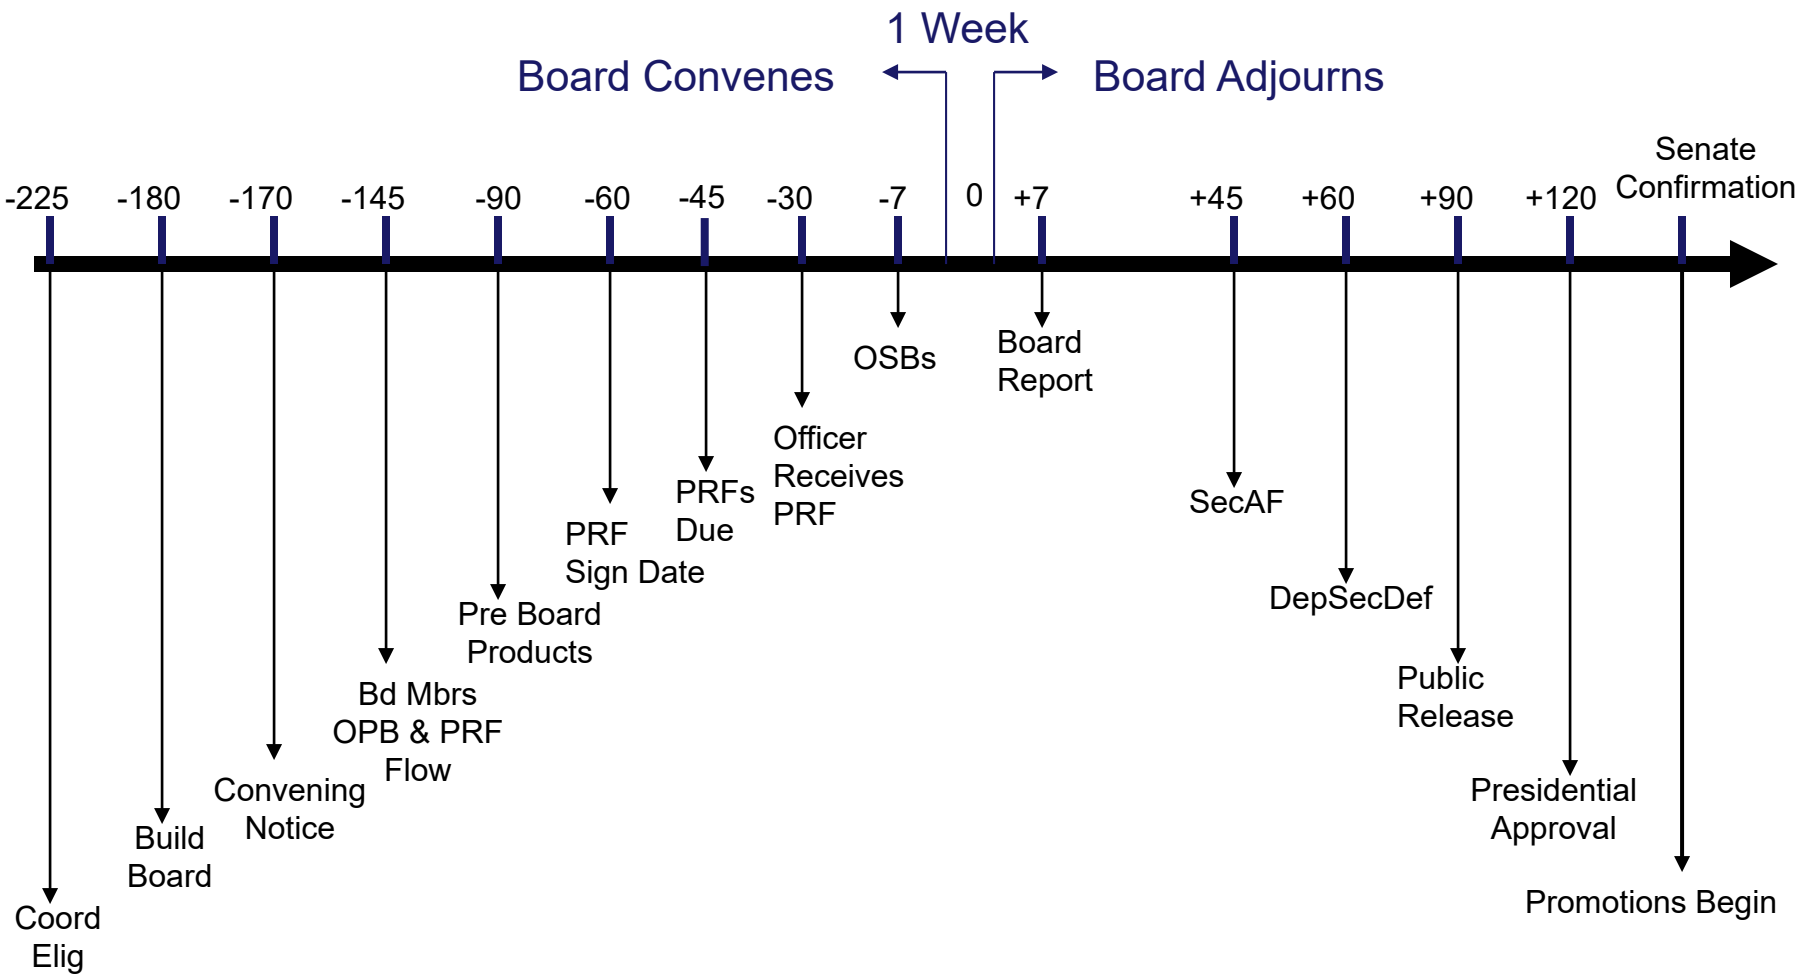 1 Week
Board Convenes
Board Adjourns
Senate
Confirmation
-225
-180
-170
-145
-90
-60
-45
-30
-7
0
+7
+45
+60
+90
+120
OSBs
Board
Report
Officer
Receives
PRF
PRFs
Due
SecAF
PRF
Sign Date
DepSecDef
Pre Board
Products
Public
Release
Bd Mbrs
OPB & PRF
Flow
Convening
Notice
Presidential
Approval
Build
Board
Promotions Begin
Coord
Elig